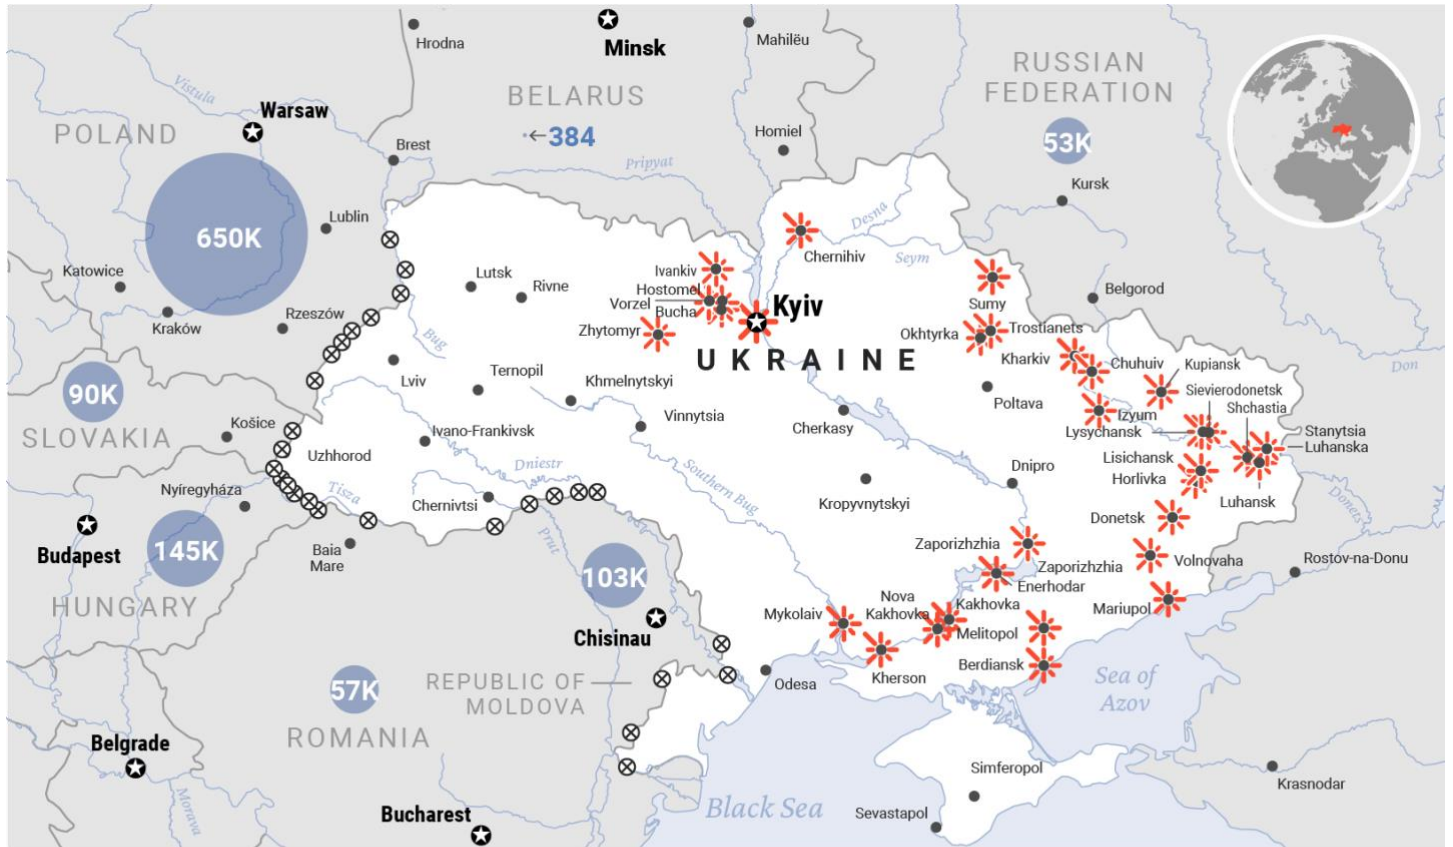 Hrodna
Minsk
Mahilëu
RUSSIAN
FEDERATION
53K
BELARUS
←384
Vistula
Warsaw
POLAND
Brest
Homiel
Pripyat
Kursk
Desna
Seym
Lublin
650K
Chernihiv
Katowice
Kraków
Rzeszów
Lutsk
Rivne
Ivankiv
Hostomel
Vorzel
Bucha
Kyiv
Zhytomyr
UKRAINE
Sumy
Belgorod
Okhtyrka
Trostianets
Kharkiv
Chuhuiv
Kupiansk
Don
Bug
Lviv
Ternopil
Khmelnytskyi
Vinnytsia
Cherkasy
Poltava
Izyum
Sievierodonetsk
Shchastia
Lysychansk
Stanytsia
Luhanska
90K
SLOVAKIA
Košice
Uzhhorod
Ivano-Frankivsk
Dniestr
Southern Bug
Dnipro
Lisichansk
Horlivka
Luhansk
Donets
Nyíregyháza
Tisza
Chernivtsi
Kropyvnytskyi
Donetsk
Budapest
145K
HUNGARY
Baia
Mare
Prut
103K
Chisinau
Zaporizhzhia
Zaporizhzhia
Enerhodar
Volnovaha
Rostov-na-Donu
Mykolaiv
Nova
Kakhovka
Kakhovka
Melitopol
Mariupol
Kherson
Berdiansk
57K
REPUBLIC OF
MOLDOVA
Odesa
Sea of
Azov
ROMANIA
Belgrade
Morava
Bucharest
Black Sea
Simferopol
Sevastapol
Krasnodar